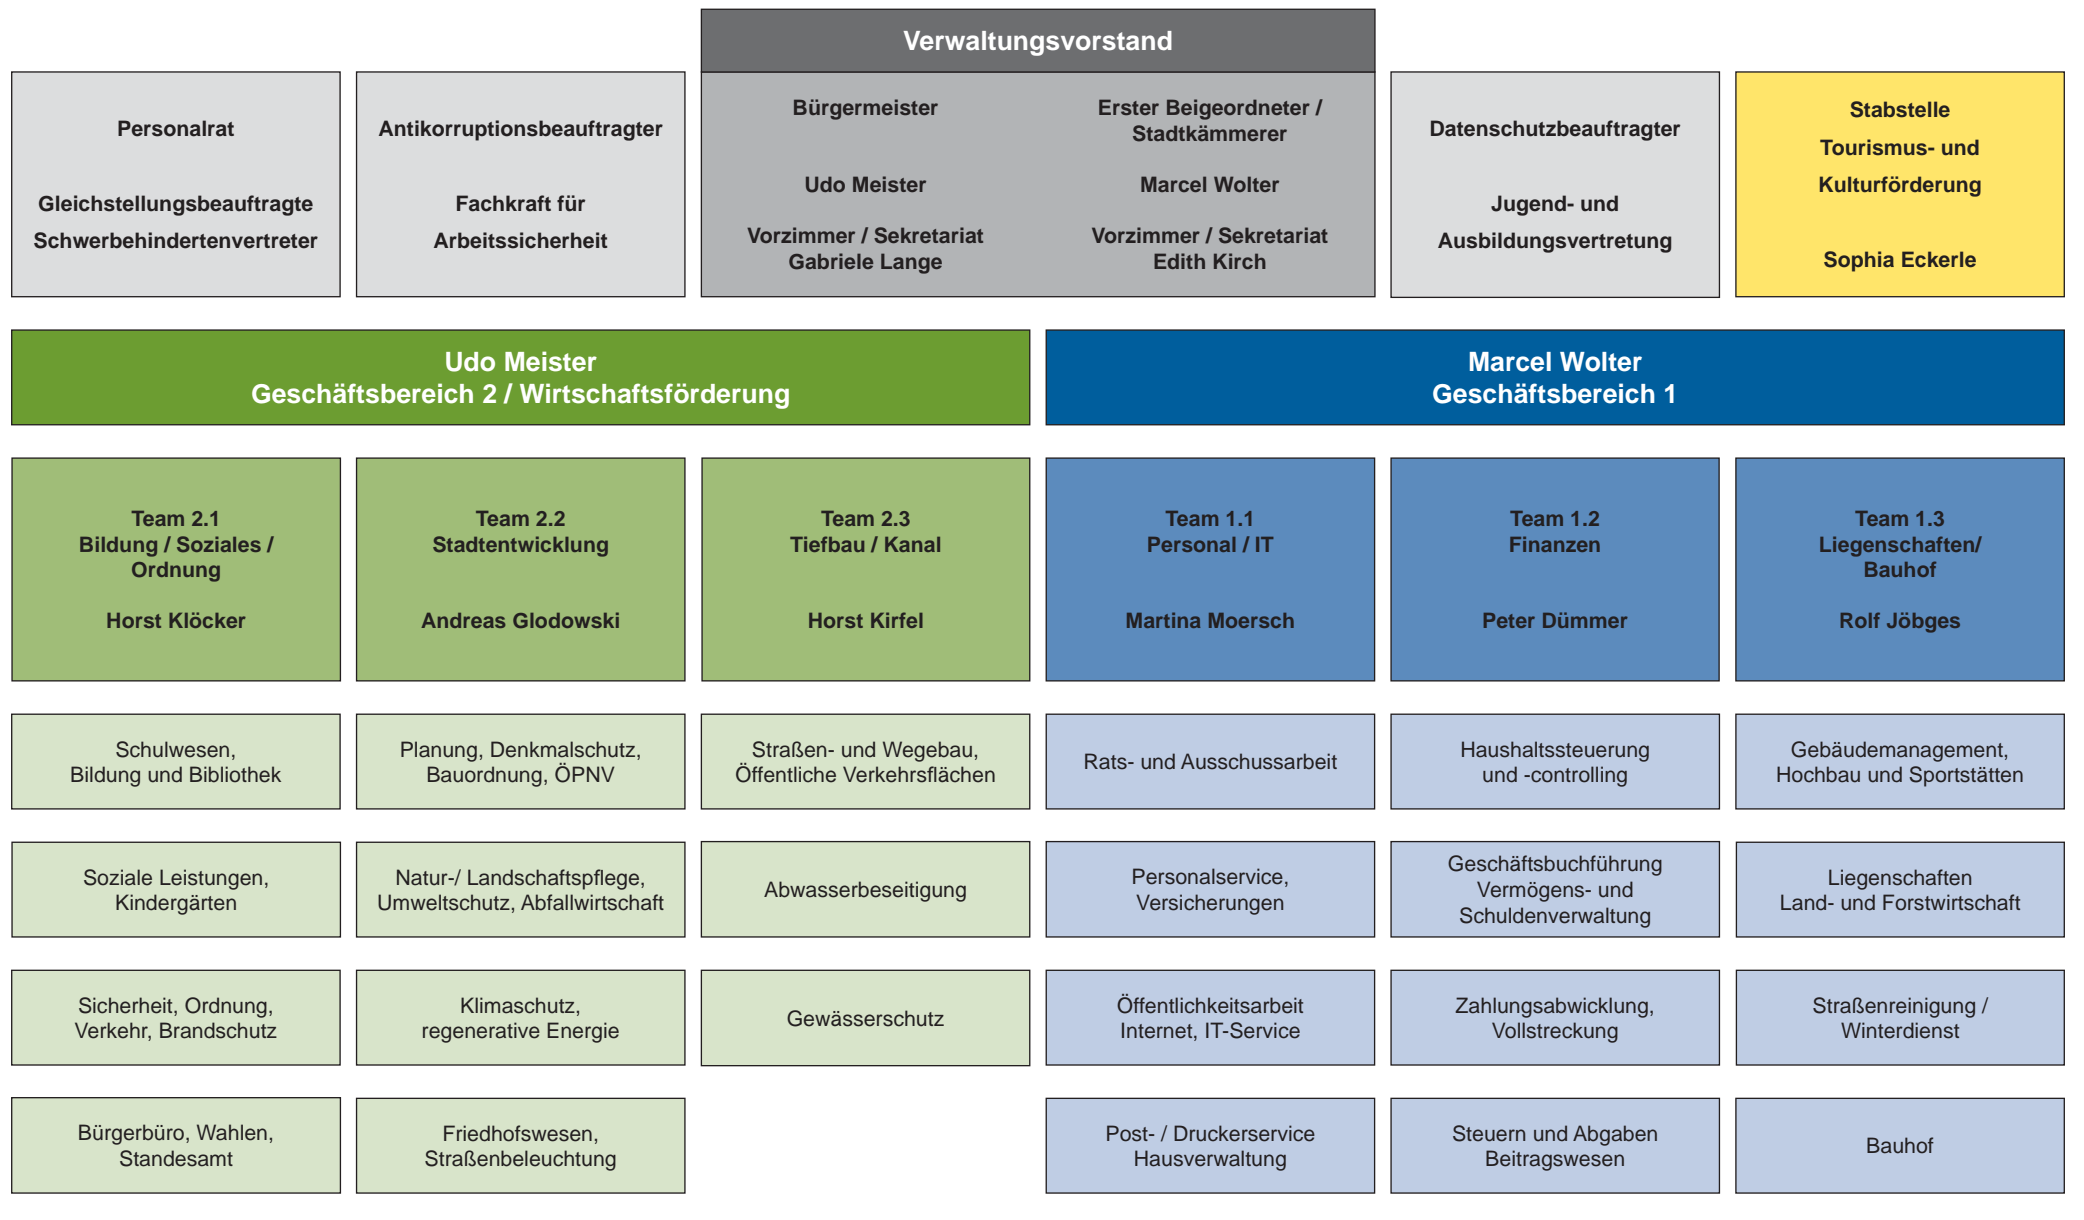 Verwaltungsvorstand
Personalrat
Gleichstellungsbeauftragte
Schwerbehindertenvertreter
Antikorruptionsbeauftragter
Fachkraft für
Arbeitssicherheit
Bürgermeister
Udo Meister
Vorzimmer / Sekretariat
Gabriele Lange
Erster Beigeordneter /
Stadtkämmerer
Marcel Wolter
Vorzimmer / Sekretariat
Edith Kirch
Datenschutzbeauftragter
Jugend- und
Ausbildungsvertretung
Stabstelle
Tourismus- und
Kulturförderung
Sophia Eckerle
Udo Meister
Geschäftsbereich 2 / Wirtschaftsförderung
Marcel Wolter
Geschäftsbereich 1
Team 2.1
Bildung / Soziales /
Ordnung
Horst Klöcker
Team 2.2
Stadtentwicklung
Andreas Glodowski
Team 2.3
Tiefbau / Kanal
Horst Kirfel
Team 1.1
Personal / IT
Martina Moersch
Team 1.2
Finanzen
Peter Dümmer
Team 1.3
Liegenschaften/
Bauhof
Rolf Jöbges
Schulwesen,
Bildung und Bibliothek
Planung, Denkmalschutz,
Bauordnung, ÖPNV
Straßen- und Wegebau,
Öffentliche Verkehrsflächen
Rats- und Ausschussarbeit
Haushaltssteuerung
und -controlling
Gebäudemanagement,
Hochbau und Sportstätten
Soziale Leistungen,
Kindergärten
Natur-/ Landschaftspflege,
Umweltschutz, Abfallwirtschaft
Abwasserbeseitigung
Personalservice,
Versicherungen
Geschäftsbuchführung
Vermögens- und
Schuldenverwaltung
Liegenschaften
Land- und Forstwirtschaft
Sicherheit, Ordnung,
Verkehr, Brandschutz
Klimaschutz,
regenerative Energie
Gewässerschutz
Öffentlichkeitsarbeit
Internet, IT-Service
Zahlungsabwicklung,
Vollstreckung
Straßenreinigung /
Winterdienst
Bürgerbüro, Wahlen,
Standesamt
Friedhofswesen,
Straßenbeleuchtung
Post- / Druckerservice
Hausverwaltung
Steuern und Abgaben
Beitragswesen
Bauhof